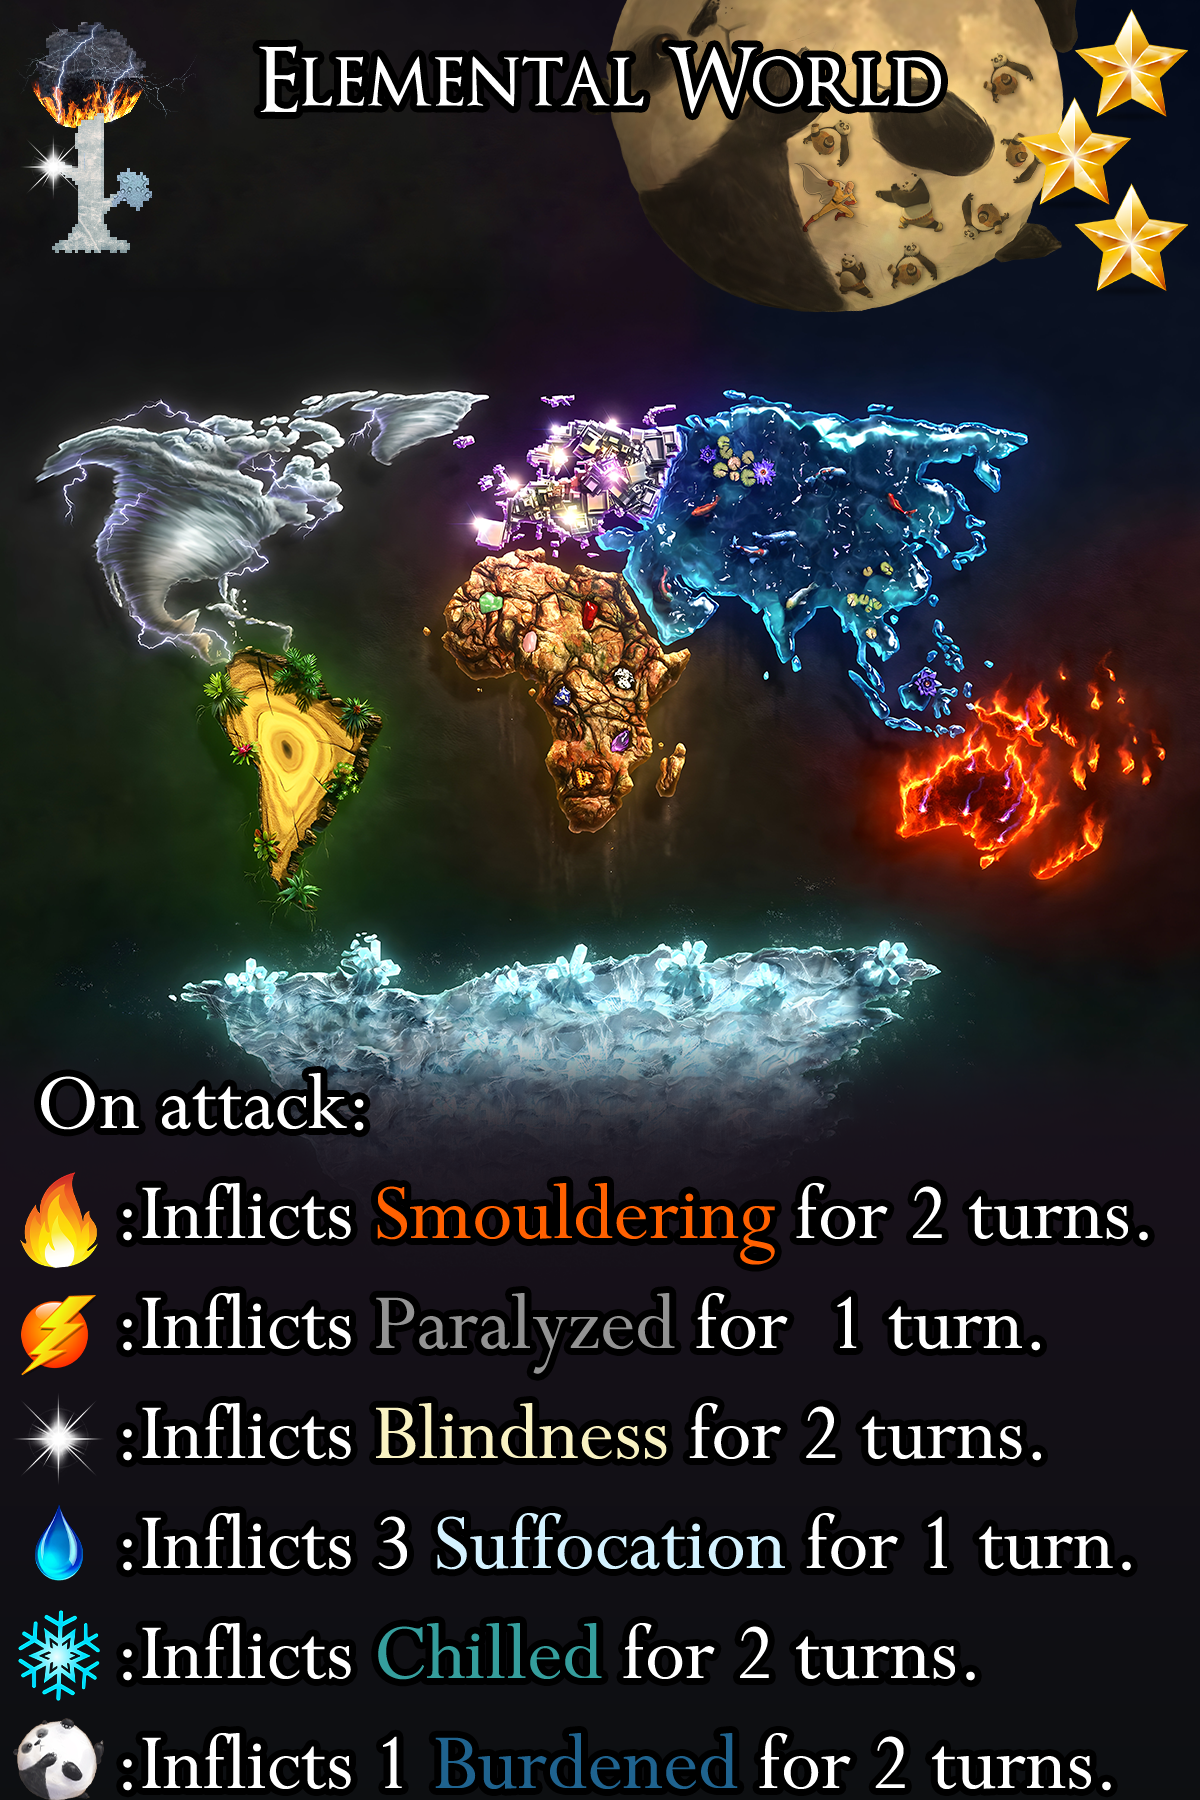 Elemental World
On attack:
:Inflicts Smouldering for 2 turns.
:Inflicts Paralyzed for 1 turn.
:Inflicts Blindness for 2 turns.
:Inflicts 3 Suffocation for 1 turn.
:Inflicts Chilled for 2 turns.
:Inflicts 1 Burdened for 2 turns.